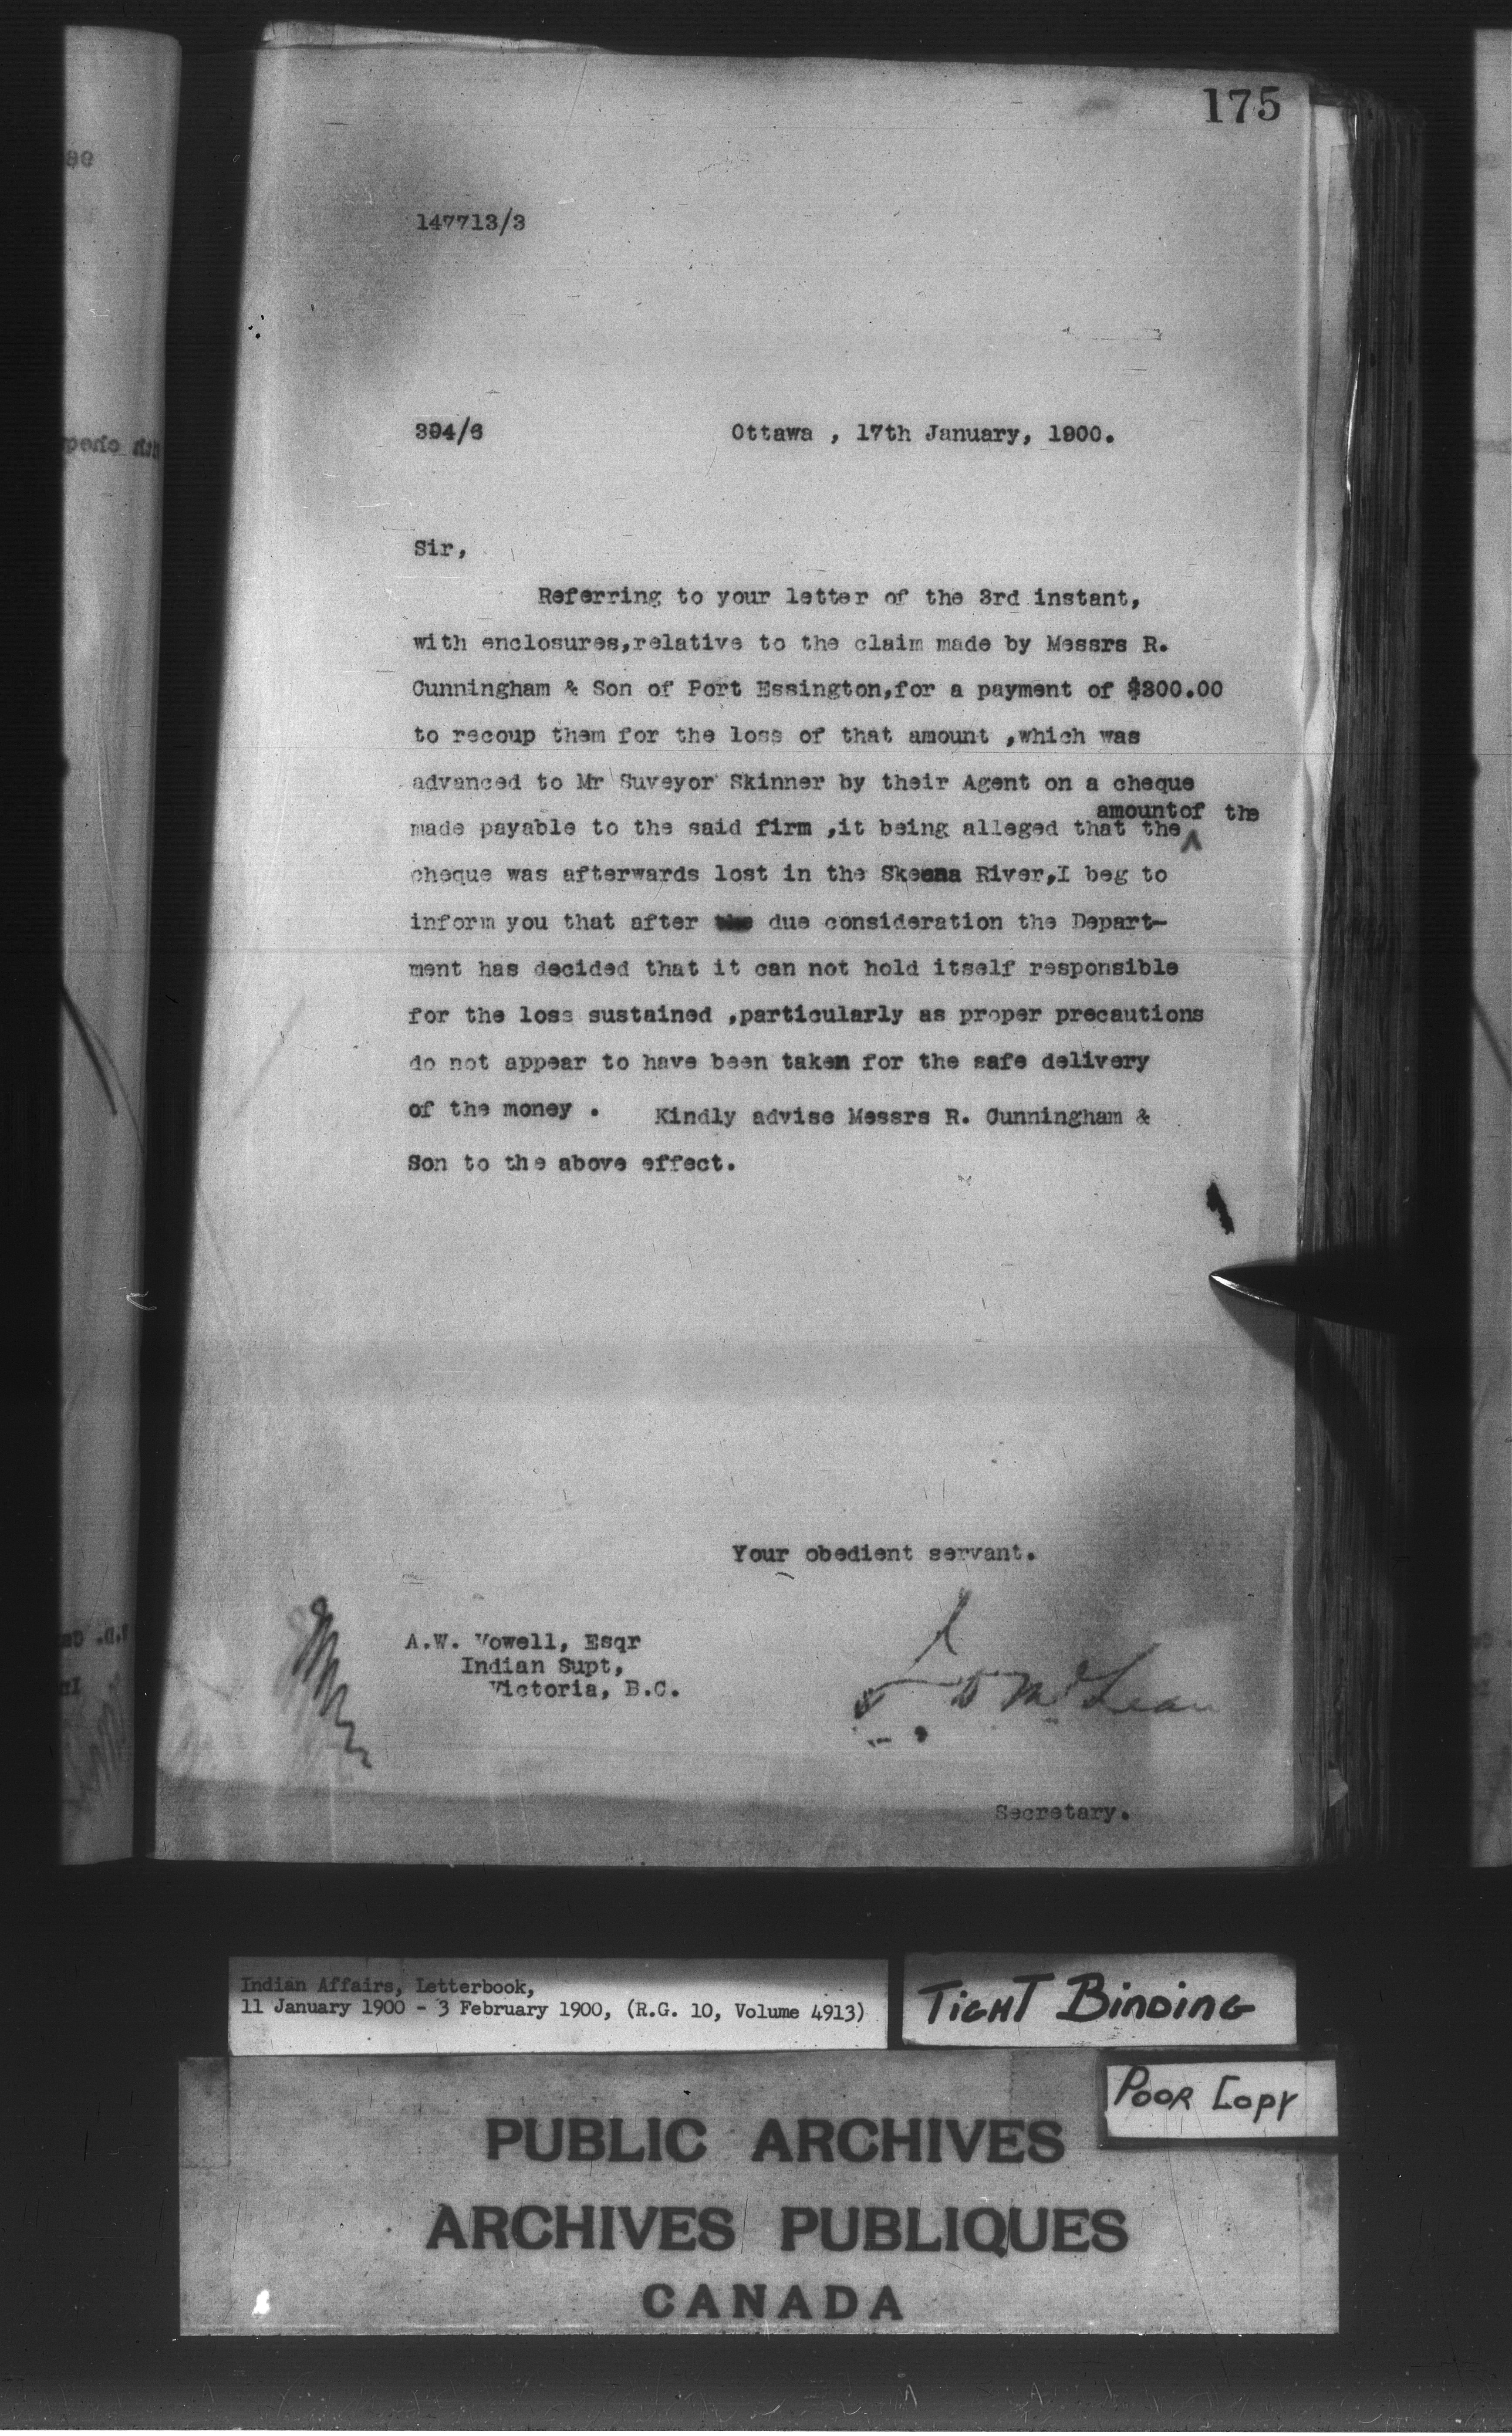 175
147713/3
394/6 Ottawa , 17th January, 1900.
Sir,
Referring to your letter of the 3rd instant,
with enclosures,relative to the claim made by Messrs R.
Cunningham & Son of Port Essington,for a payment of $300.00
to recoup them for the loss of that amount ,which was
advanced to Mr Suveyor Skinner by their Agent on a cheque
amountof the
made payable to the said firm ,it being alleged that the
cheque was afterwards lost in the Skeena River,I beg to
inform you that after due consideration the Depart-
ment has decided that it can not hold itself responsible
for the loss sustained ,particularly as proper precautions
do not appear to have been taken for the safe delivery
of the money . Kindly advise Messrs R. Cunningham &
Son to the above effect.
Your obedient servant.
A.W. Vowell, Esqr
Indian Supt,
Victoria, B.C.
McLean
Secretary.
Indian Affairs, Letterbook,
11 January 1900 - 3 February 1900, (R.G. 10, Volume 4913)
TIGHT BINDING
POOR COPY
PUBLIC ARCHIVES
ARCHIVES PUBLIQUES
CANADA